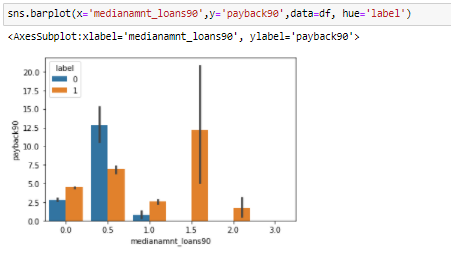 sns.barplot(x='medianamnt_loans90',y='payback90',data=df, hue='label')
<AxesSubplot:xlabel='medianamnt_loans90', ylabel='payback90'>
label
0
1
20.0
17.5
15.0
12.5
10.0
7.5
5.0
2.5
0.0
payback90
0.0 0.5 1.0 1.5 2.0 3.0
medianamnt_loans90